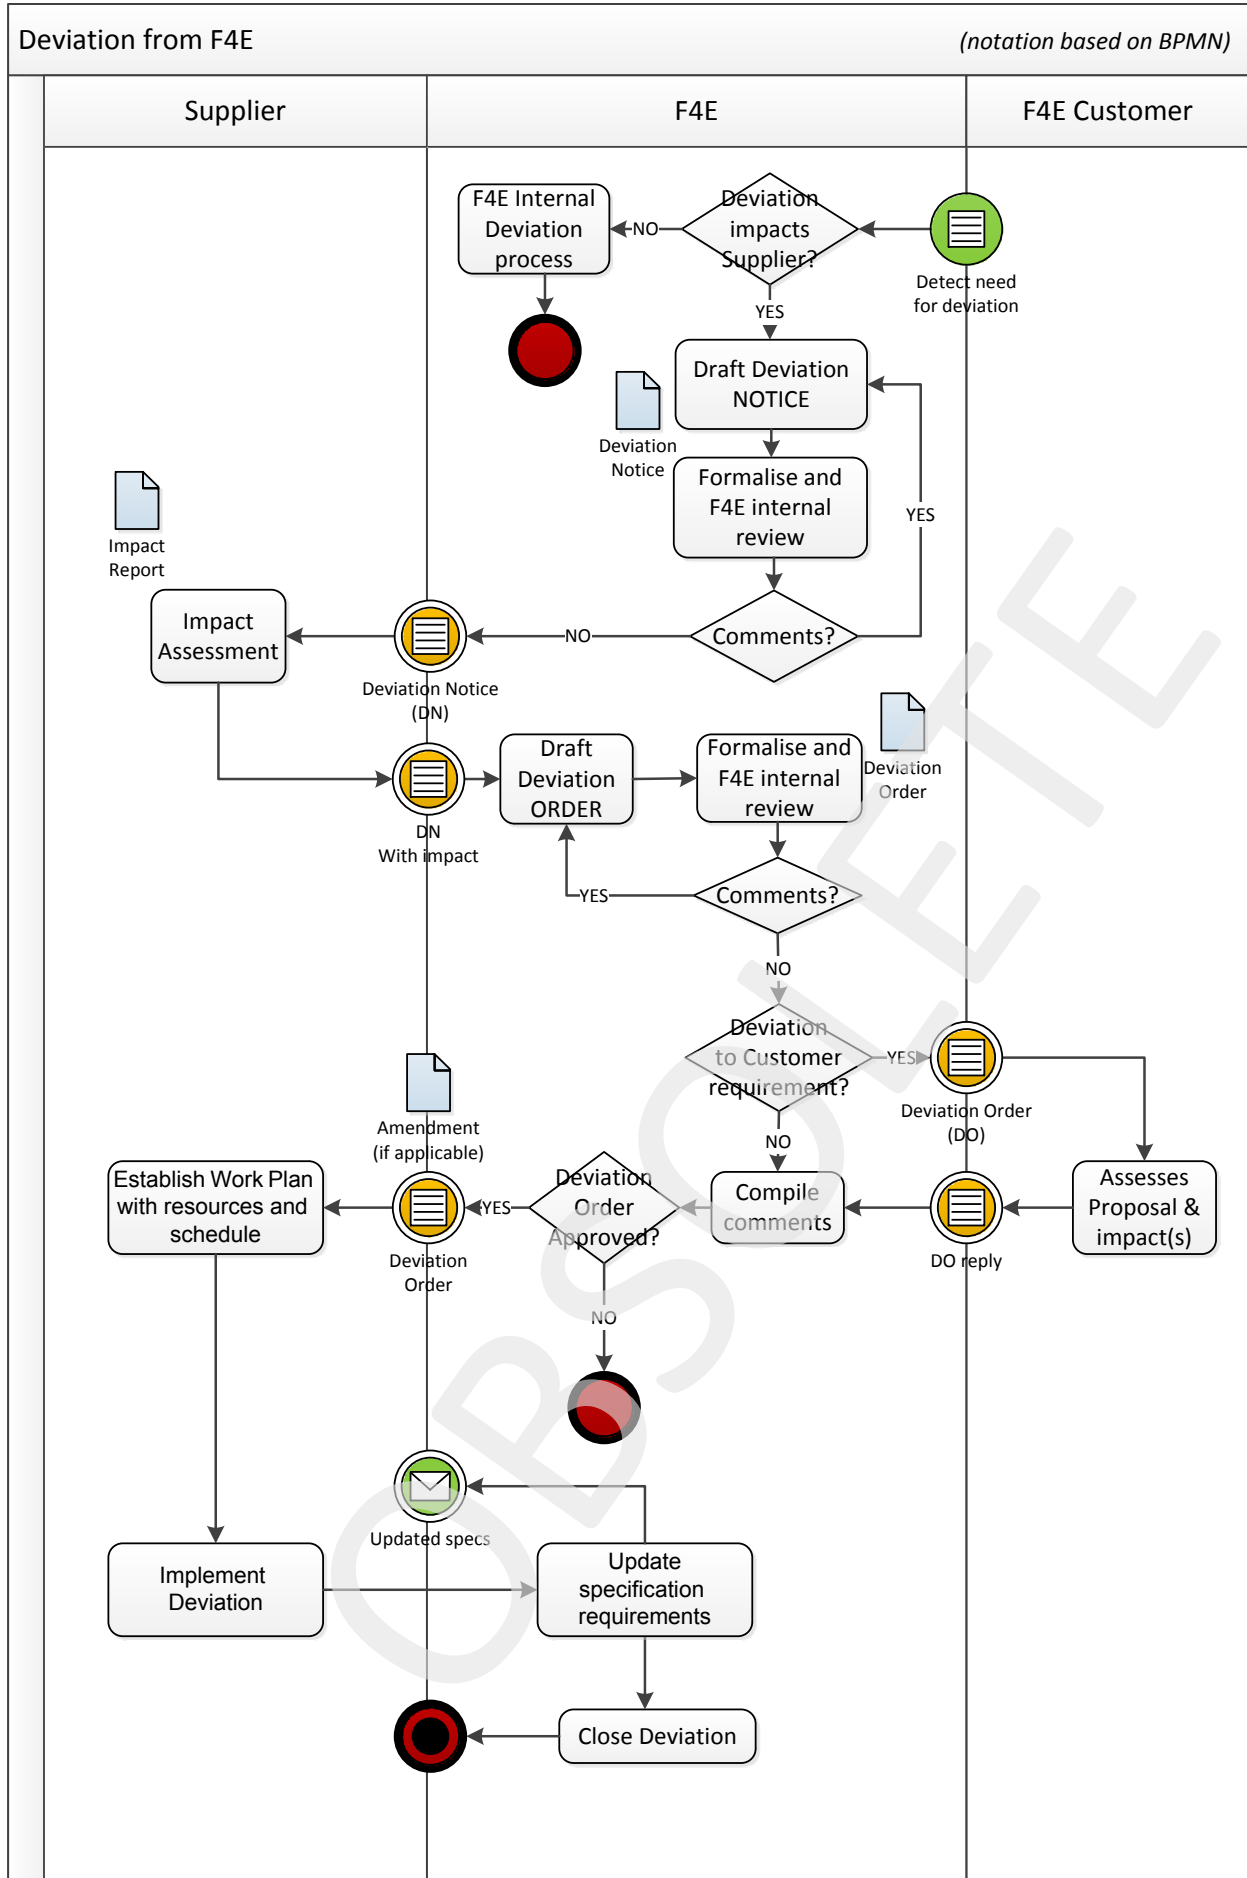 Deviation from F4E
(notation based on BPMN)
Supplier
F4E
F4E Customer
F4E Internal
Deviation
process
NO
Deviation
impacts
Supplier?
Detect need
for deviation
YES
Draft Deviation
NOTICE
Deviation
Notice
Formalise and
F4E internal
review
YES
Impact
Report
Impact
Assessment
NO
Comments?
Deviation Notice
(DN)
Draft
Deviation
ORDER
Formalise and
F4E internal
review
Deviation
Order
DN
With impact
YES
Comments?
NO
Deviation
to Customer
requirement?
YES
Deviation Order
(DO)
NO
Amendment
(if applicable)
Establish Work Plan
with resources and
schedule
Deviation
Order
YES
Deviation
Order
Approved?
Compile
comments
DO reply
Assesses
Proposal &
impact(s)
NO
Updated specs
Implement
Deviation
Update
specification
requirements
Close Deviation
OBSOLETE